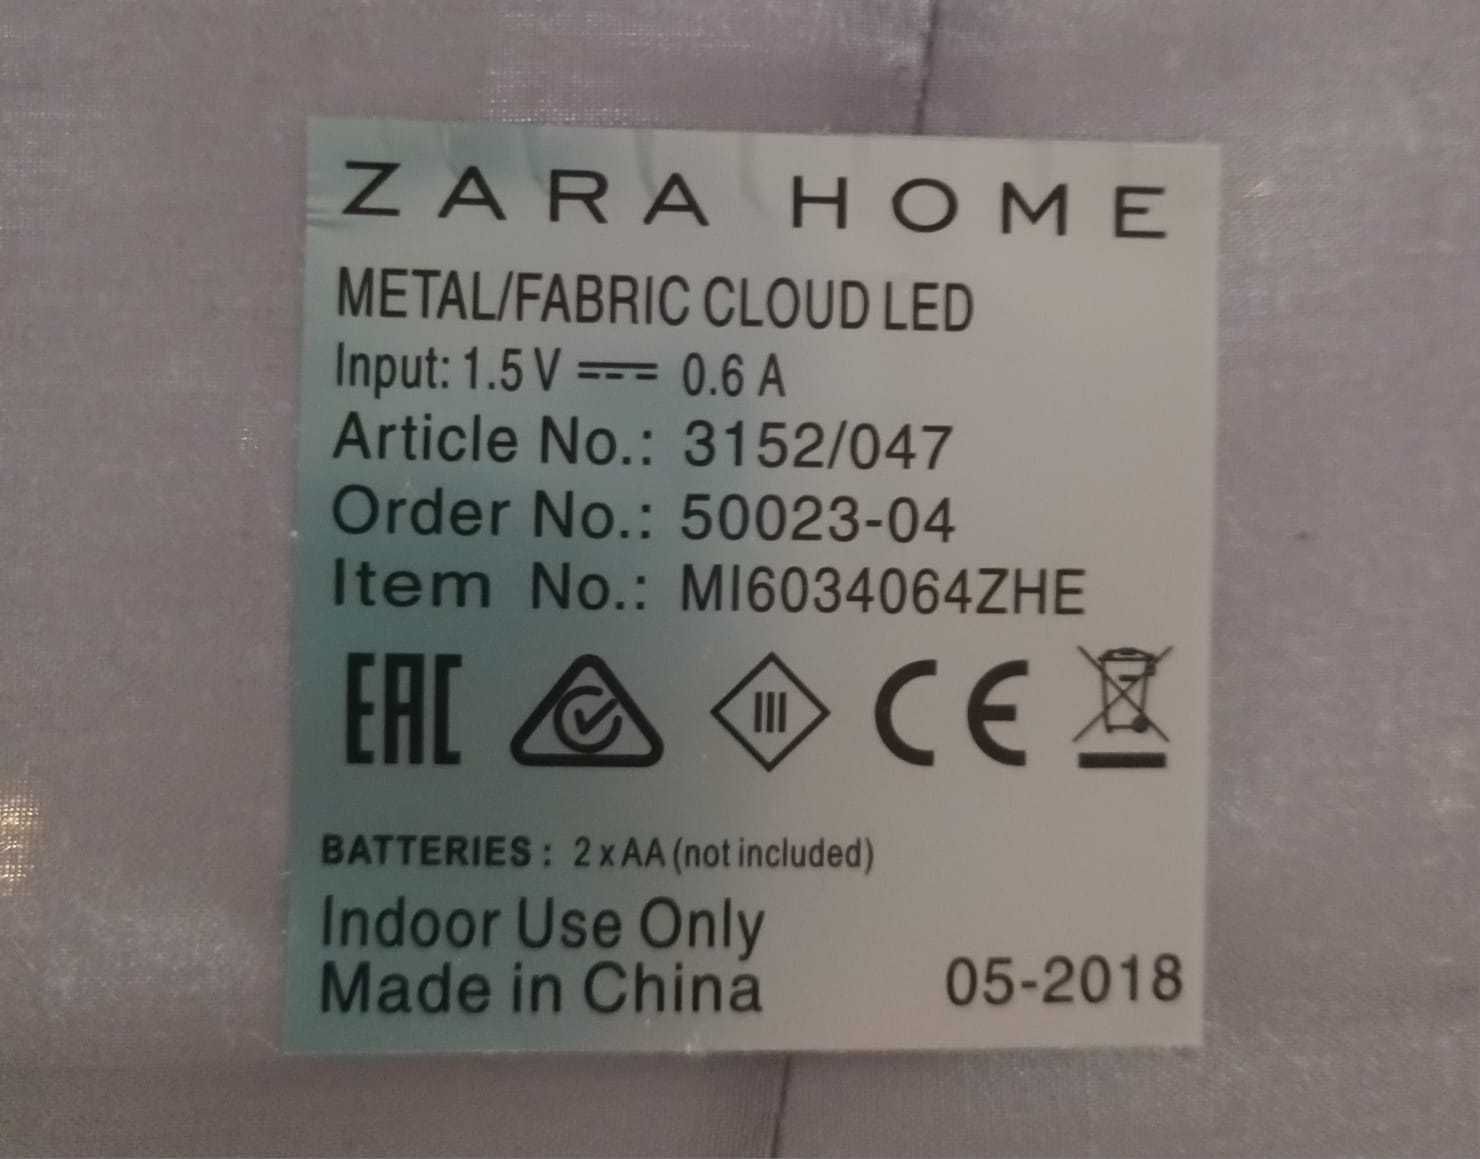 ZARA HOME
METAL/FABRIC CLOUD LED
Input: 1.5 V ⎓ 0.6 A
Article No.: 3152/047
Order No.: 50023-04
Item No.: MI6034064ZHE
EAC III CE
BATTERIES : 2 x AA (not included)
Indoor Use Only
Made in China 05-2018